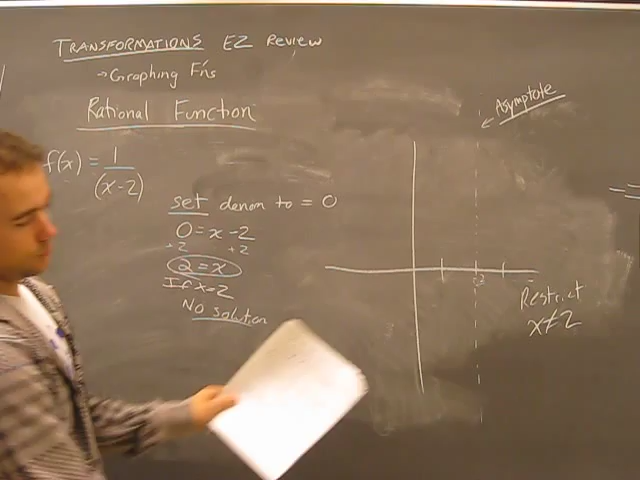 TRANSFORMATIONS EZ Review
→Graphing Fn's
Rational Function
f(x) = 1
(x-2)
set denom to = 0
0 = x - 2
+2 +2
2 = x
If x = 2
No solution
Asymptote
2
Restrict
x≠2